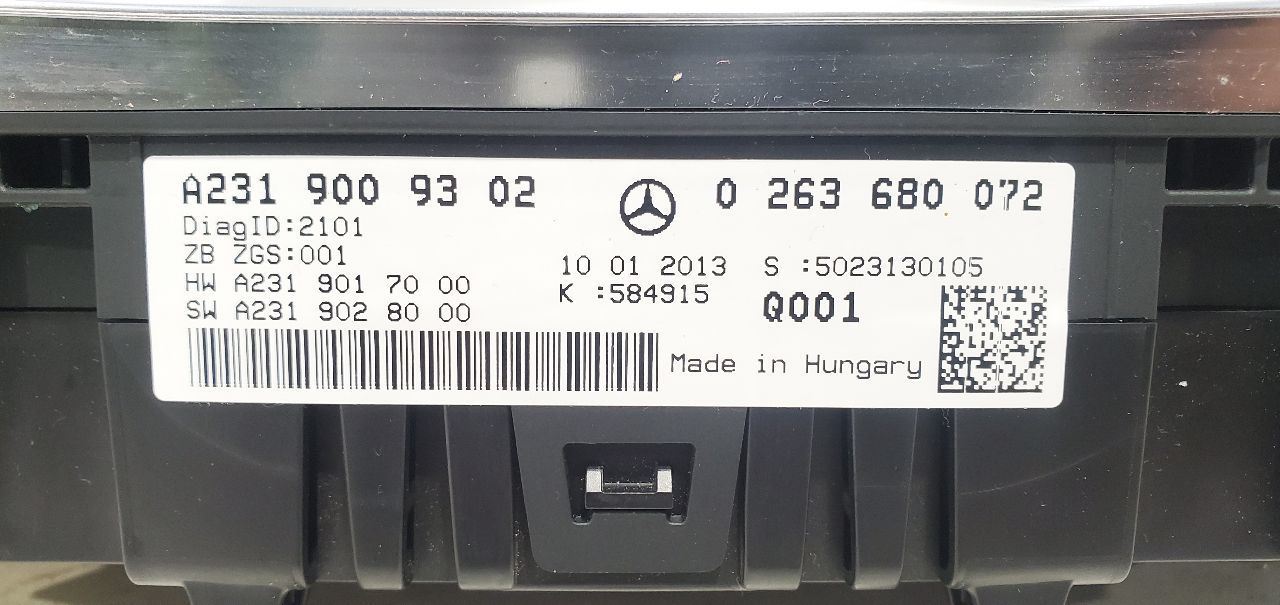 A231 900 93 02
0 263 680 072
DiagID:2101
ZB ZGS:001
HW A231 901 70 00
SW A231 902 80 00
10 01 2013
S :5023130105
K :584915
Q001
Made in Hungary